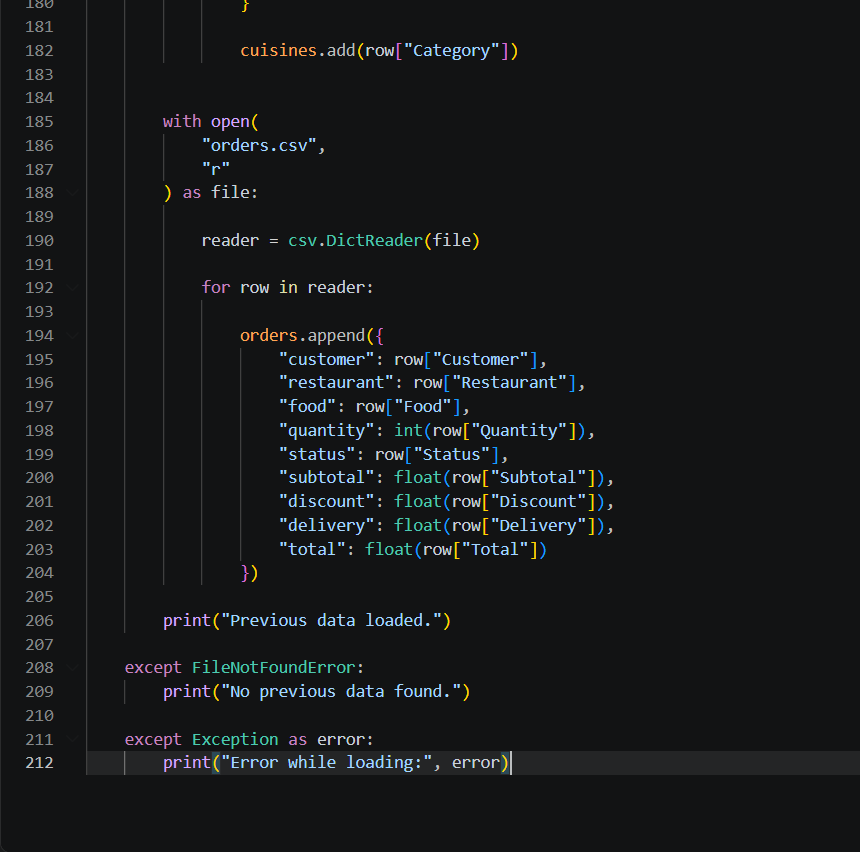 180 }
181
182 cuisines.add(row["Category"])
183
184
185 with open(
186 "orders.csv",
187 "r"
188 ) as file:
189
190 reader = csv.DictReader(file)
191
192 for row in reader:
193
194 orders.append({
195 "customer": row["Customer"],
196 "restaurant": row["Restaurant"],
197 "food": row["Food"],
198 "quantity": int(row["Quantity"]),
199 "status": row["Status"],
200 "subtotal": float(row["Subtotal"]),
201 "discount": float(row["Discount"]),
202 "delivery": float(row["Delivery"]),
203 "total": float(row["Total"])
204 })
205
206 print("Previous data loaded.")
207
208 except FileNotFoundError:
209 print("No previous data found.")
210
211 except Exception as error:
212 print("Error while loading:", error)